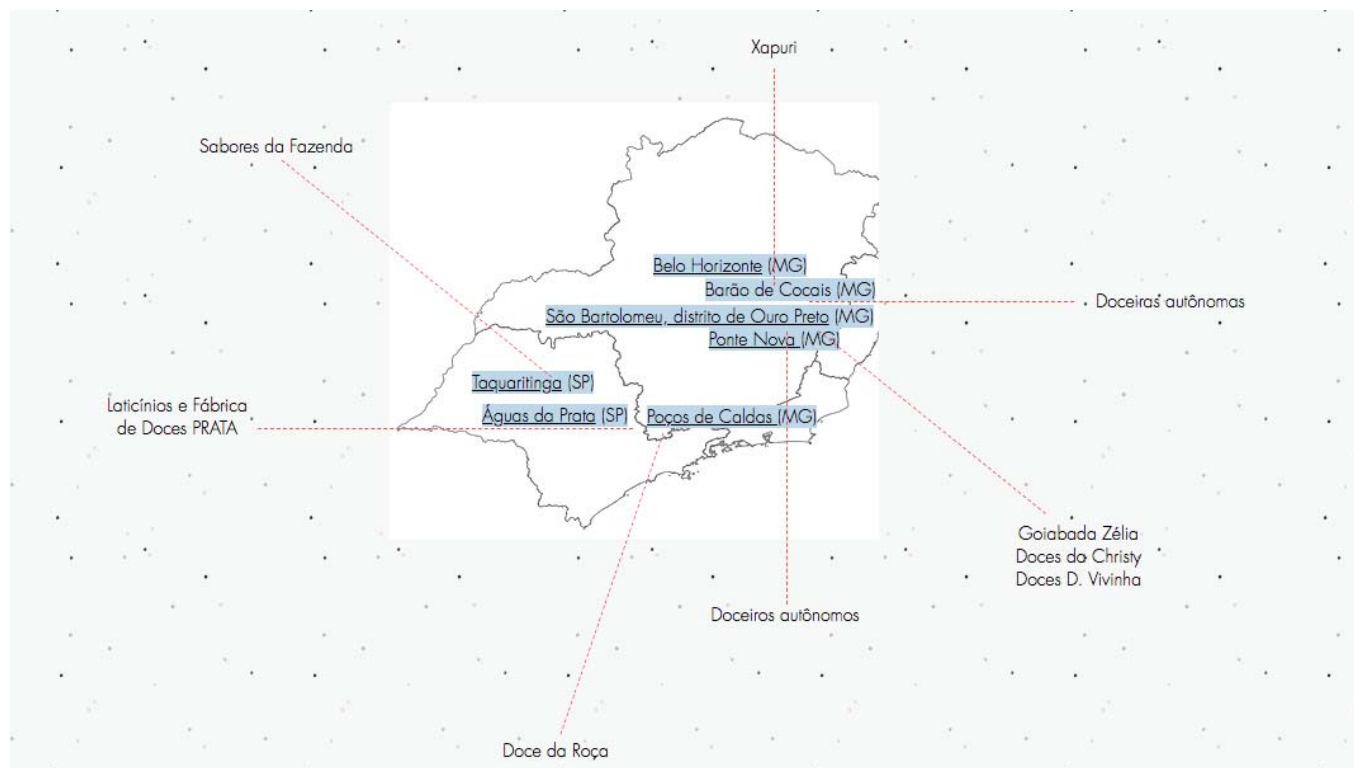 Xapuri
Sabores da Fazenda
Belo Horizonte (MG)
Barão de Cocais (MG)
Doceiras autônomas
São Bartolomeu, distrito de Ouro Preto (MG)
Ponte Nova (MG)
Taquaritinga (SP)
Laticínios e Fábrica
de Doces PRATA
Águas da Prata (SP)
Poços de Caldas (MG)
Goiabada Zélia
Doces do Christy
Doces D. Vivinha
Doceiros autônomos
Doce da Roça